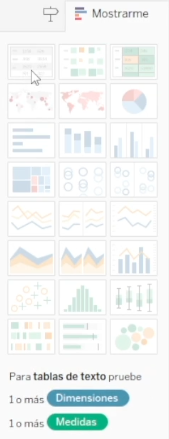 Mostrarme
Para tablas de texto pruebe
1 o más Dimensiones
1 o más Medidas